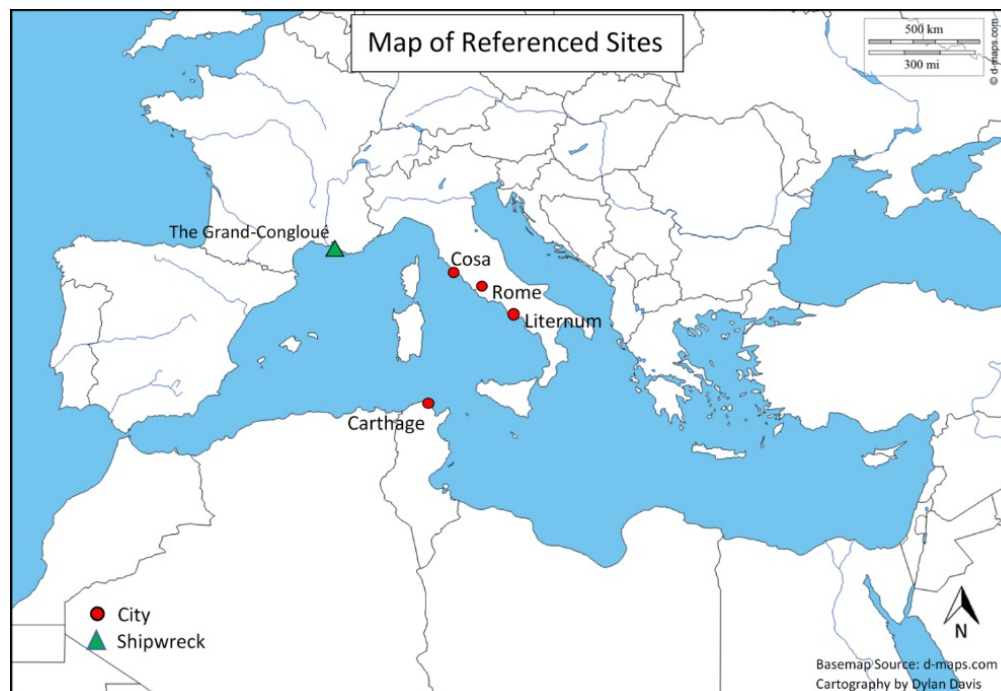 Map of Referenced Sites
500 km
300 mi
© d-maps.com
The Grand-Congloué
Cosa
Rome
Liternum
Carthage
City
Shipwreck
N
Basemap Source: d-maps.com
Cartography by Dylan Davis